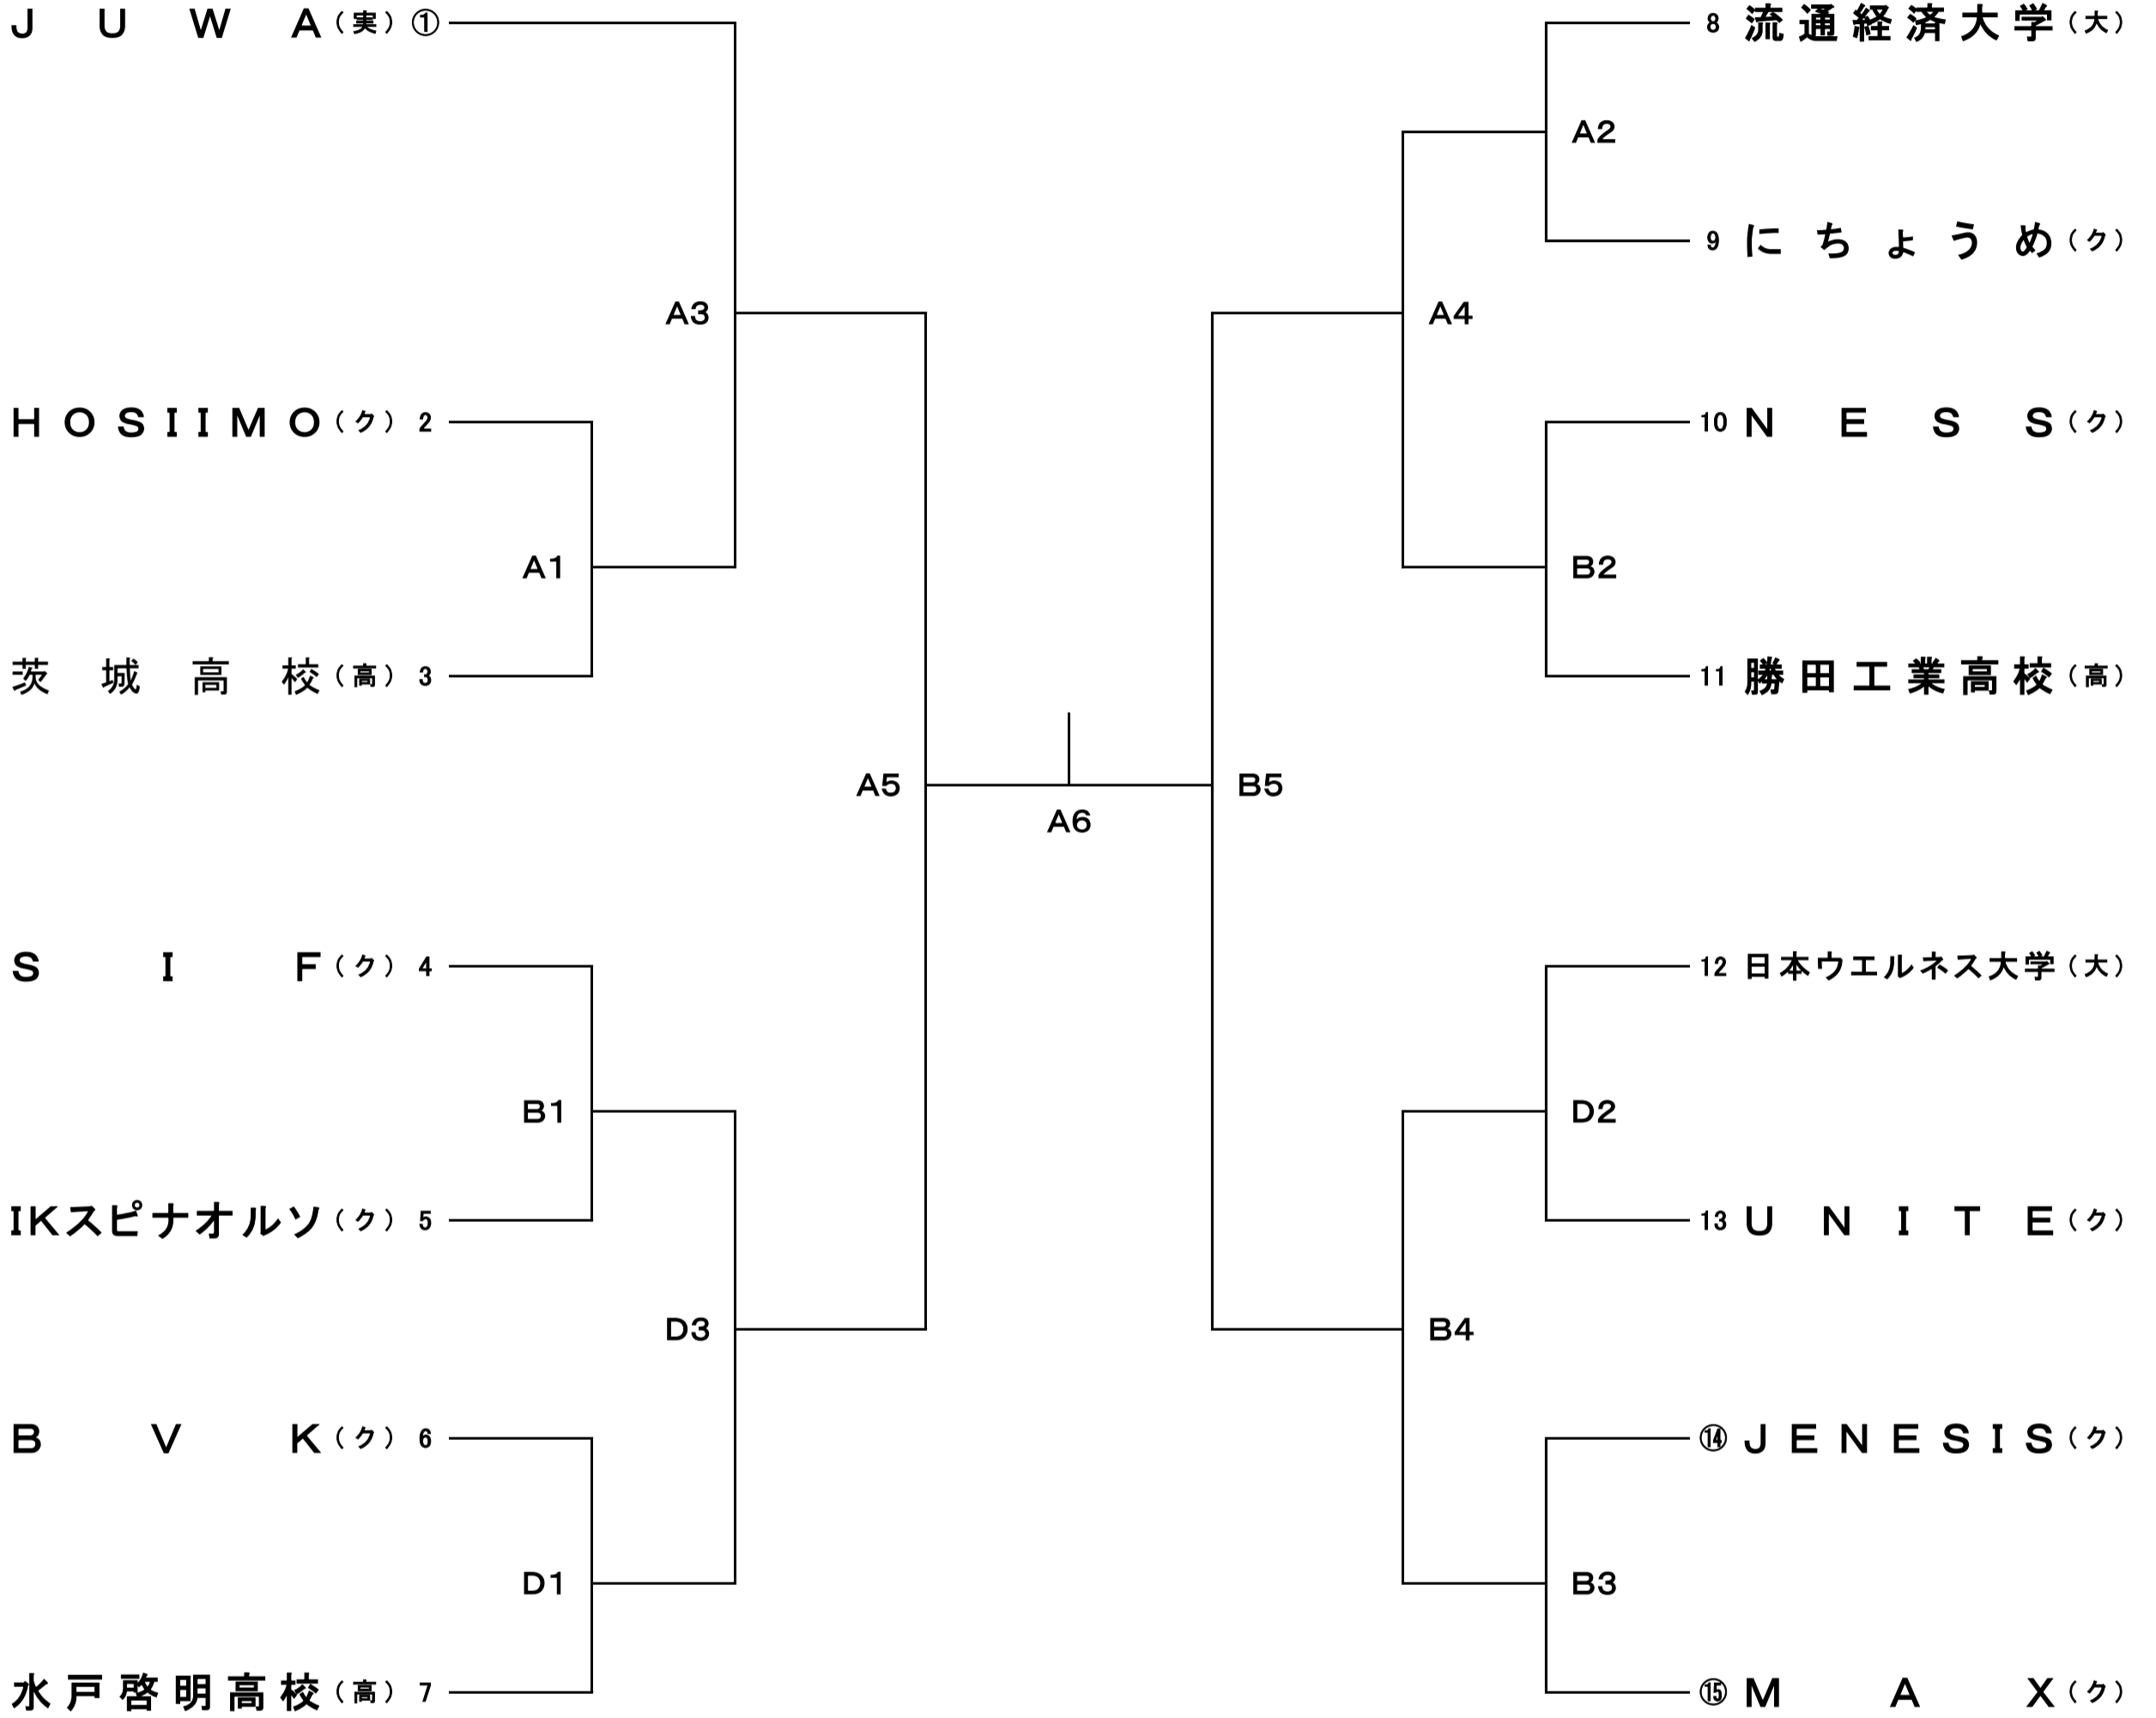 JUWA（実）①
A3
HOSIIMO（ク）2
A1
茨城高校（高）3
A5
SIF（ク）4
B1
IKスピナオルソ（ク）5
D3
BVK（ク）6
D1
水戸啓明高校（高）7
A6
8 流通経済大学（大）
A2
9 にちょうめ（ク）
A4
10 NESS（ク）
B2
11 勝田工業高校（高）
B5
12 日本ウエルネス大学（大）
D2
13 UNITE（ク）
B4
⑭ JENESIS（ク）
B3
⑮ MAX（ク）